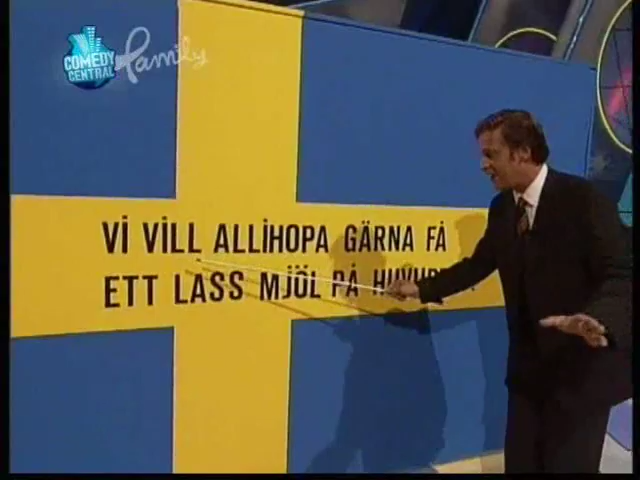 COMEDY
CENTRAL
Family
Vi Vill ALLiHOPA GÄRNA FÅ
ETT LASS MJÖL PÅ